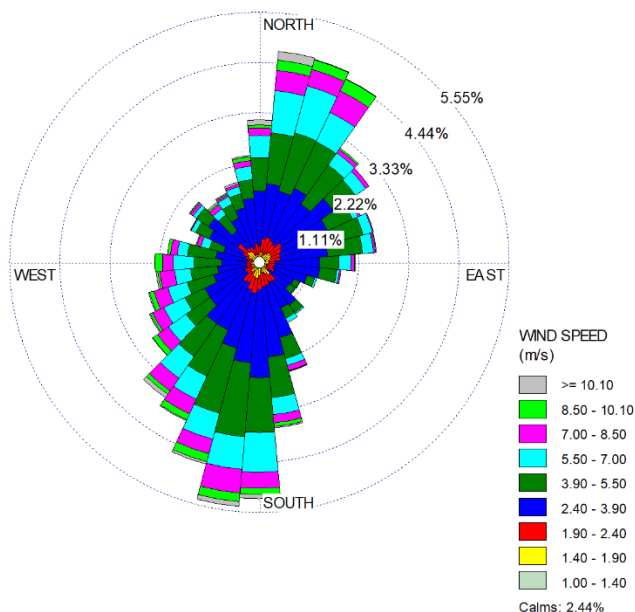 NORTH
5.55%
4.44%
3.33%
2.22%
1.11%
WEST
EAST
SOUTH
WIND SPEED
(m/s)
>= 10.10
8.50 - 10.10
7.00 - 8.50
5.50 - 7.00
3.90 - 5.50
2.40 - 3.90
1.90 - 2.40
1.40 - 1.90
1.00 - 1.40
Calms: 2.44%